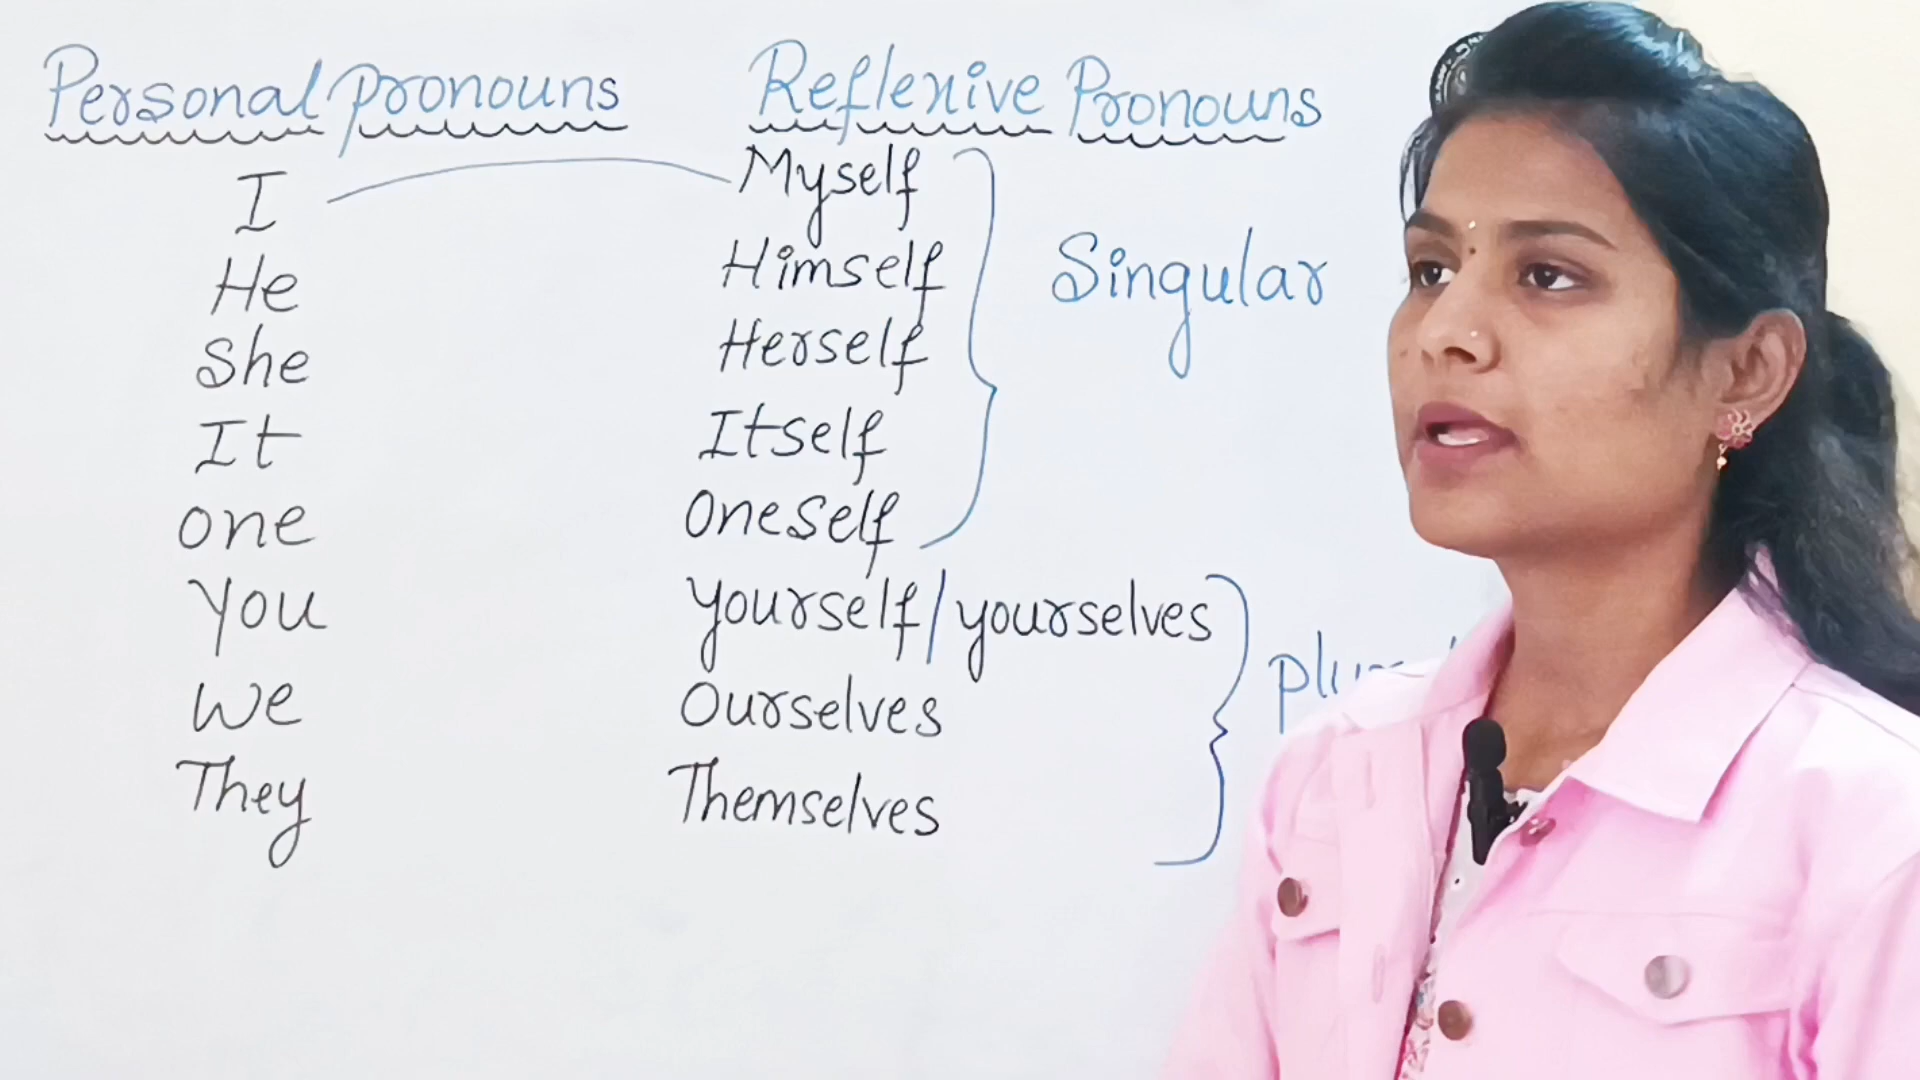 Personal pronouns Reflexive Pronouns
I Myself
He Himself
She Herself
It Itself
one Oneself
You yourself/yourselves
We Ourselves
They Themselves
Singular